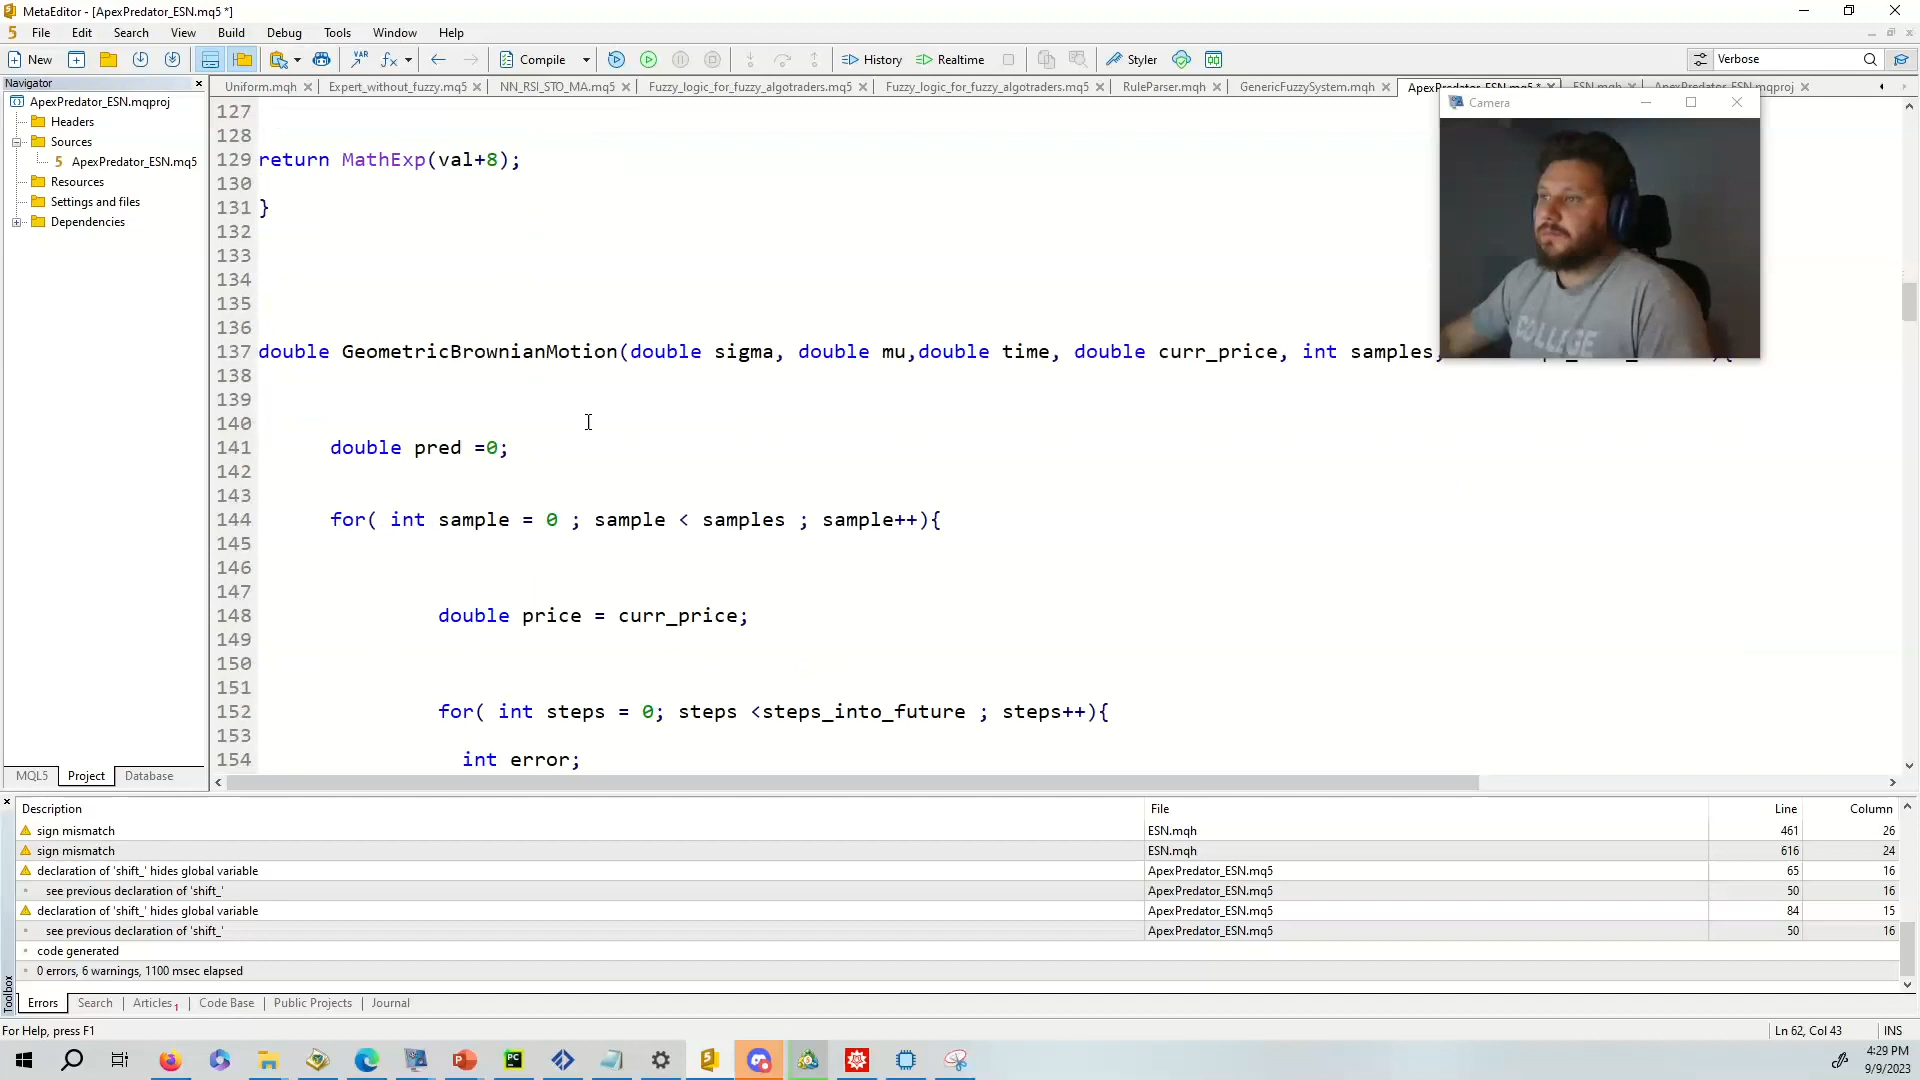 MetaEditor - [ApexPredator_ESN.mq5 *]
File Edit Search View Build Debug Tools Window Help
New
Compile
History
Realtime
Styler
Verbose
Navigator
ApexPredator_ESN.mqproj
Headers
Sources
ApexPredator_ESN.mq5
Resources
Settings and files
Dependencies
MQL5 Project Database
Uniform.mqh Expert_without_fuzzy.mq5 NN_RSI_STO_MA.mq5 Fuzzy_logic_for_fuzzy_algotraders.mq5 Fuzzy_logic_for_fuzzy_algotraders.mq5 RuleParser.mqh GenericFuzzySystem.mqh ApexPredator_ESN.mq5 * ESN.mqh ApexPredator_ESN.mqproj
Camera
127
128
129 return MathExp(val+8);
130
131 }
132
133
134
135
136
137 double GeometricBrownianMotion(double sigma, double mu,double time, double curr_price, int samples,
138
139
140
141 double pred =0;
142
143
144 for( int sample = 0 ; sample < samples ; sample++){
145
146
147
148 double price = curr_price;
149
150
151
152 for( int steps = 0; steps <steps_into_future ; steps++){
153
154 int error;
COLLAGE
Toolbox
Description File Line Column
sign mismatch ESN.mqh 461 26
sign mismatch ESN.mqh 616 24
declaration of 'shift_' hides global variable ApexPredator_ESN.mq5 65 16
see previous declaration of 'shift_' ApexPredator_ESN.mq5 50 16
declaration of 'shift_' hides global variable ApexPredator_ESN.mq5 84 15
see previous declaration of 'shift_' ApexPredator_ESN.mq5 50 16
code generated
0 errors, 6 warnings, 1100 msec elapsed
Errors Search Articles 1 Code Base Public Projects Journal
For Help, press F1
Ln 62, Col 43 INS
4:29 PM
9/9/2023